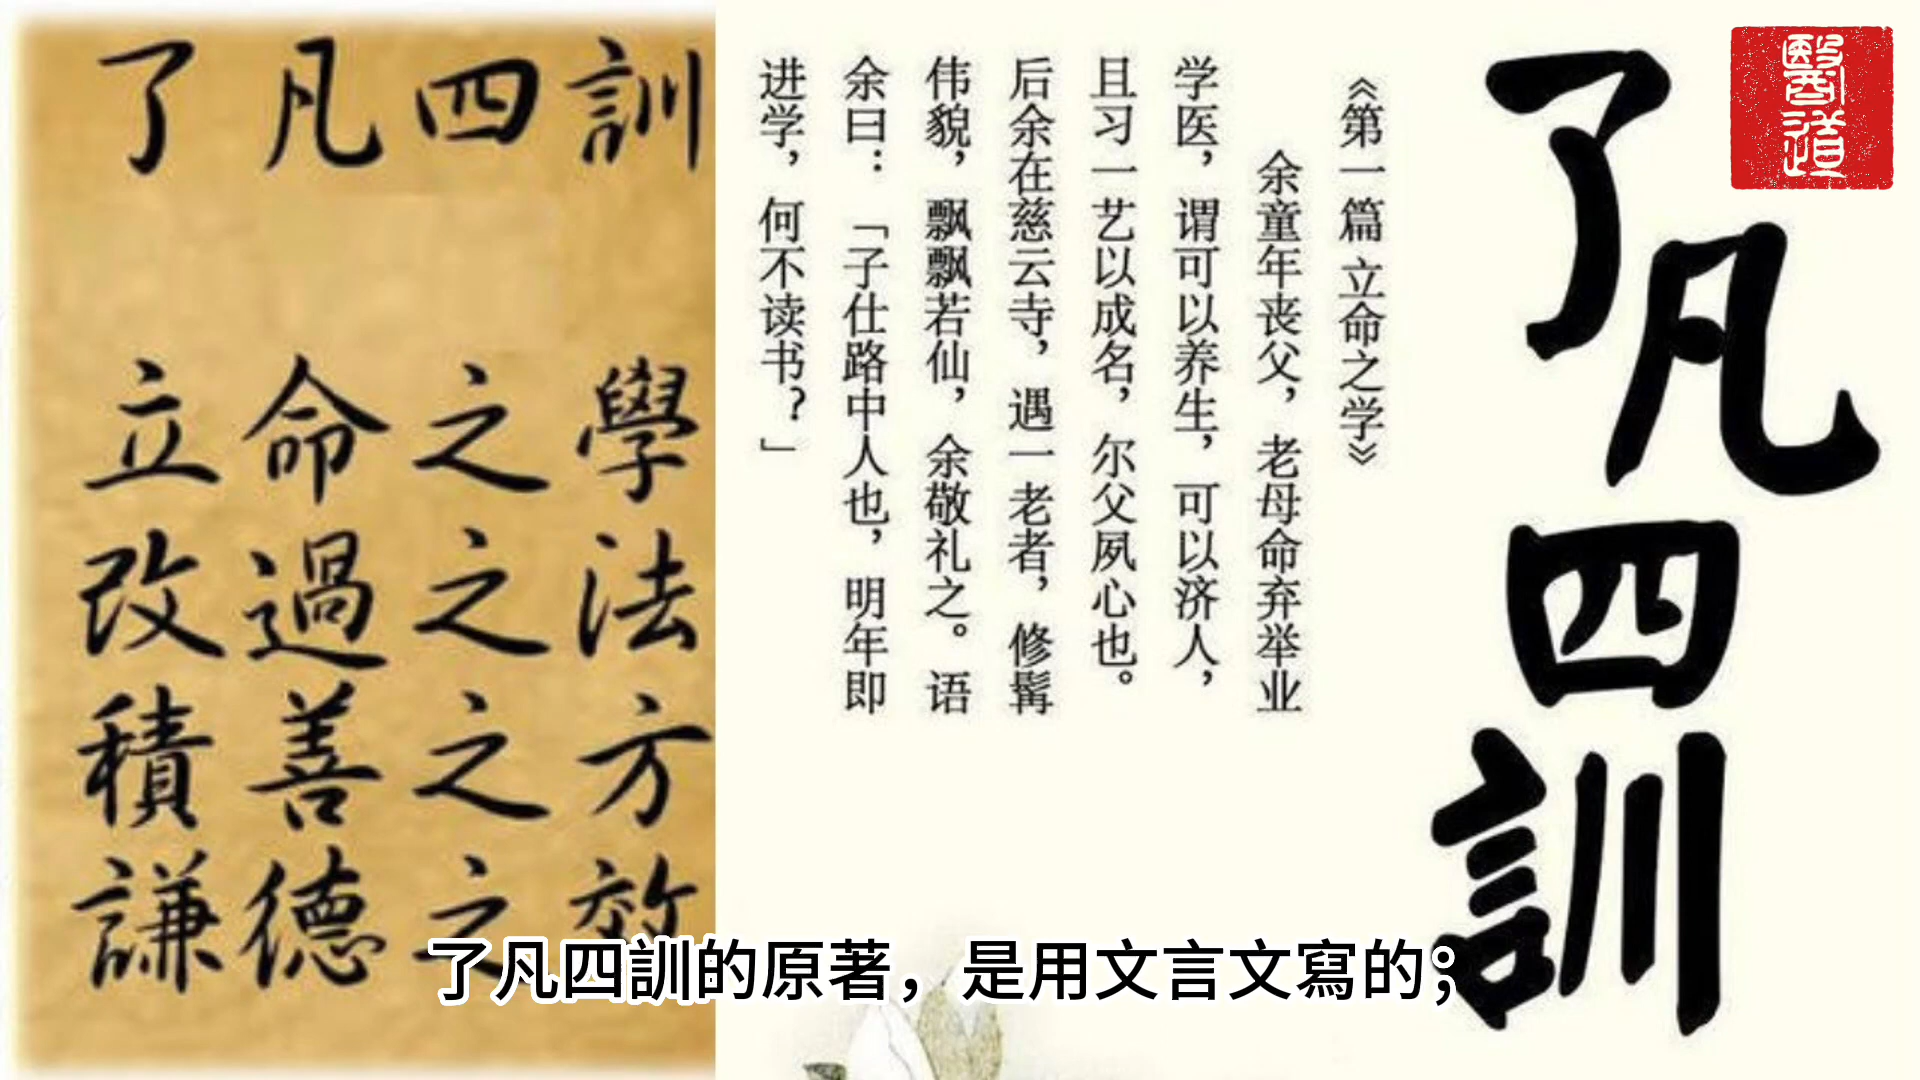 了凡四訓
立命之學
改過之法
積善之方
謙德之效
《第一篇 立命之学》
余童年丧父，老母命弃举业
学医，谓可以养生，可以济人，
且习一艺以成名，尔父夙心也。
后余在慈云寺，遇一老者，修髯
伟貌，飘飘若仙，余敬礼之。语
余曰：「子仕路中人也，明年即
进学，何不读书？」
了凡四訓
醫道
了凡四訓的原著，是用文言文寫的；